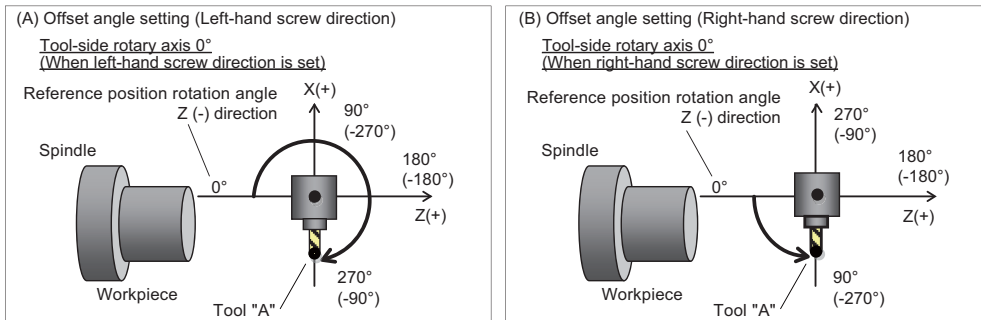 (A) Offset angle setting (Left-hand screw direction)
Tool-side rotary axis 0°
(When left-hand screw direction is set)
Reference position rotation angle
Z (-) direction
X(+)
90°
(-270°)
Spindle
180°
(-180°)
0°
Z(+)
270°
(-90°)
Workpiece
Tool "A"
(B) Offset angle setting (Right-hand screw direction)
Tool-side rotary axis 0°
(When right-hand screw direction is set)
Reference position rotation angle
Z (-) direction
X(+)
270°
(-90°)
Spindle
180°
(-180°)
0°
Z(+)
90°
(-270°)
Workpiece
Tool "A"